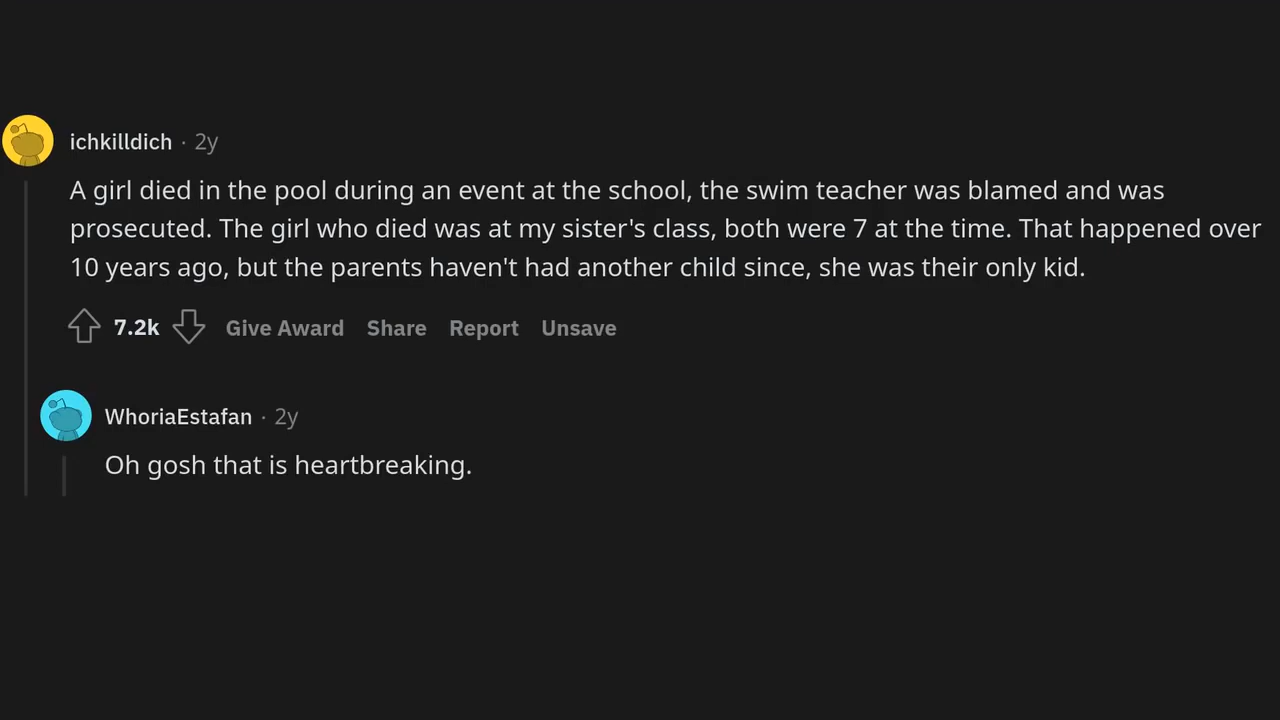 ichkilldich · 2y
A girl died in the pool during an event at the school, the swim teacher was blamed and was
prosecuted. The girl who died was at my sister's class, both were 7 at the time. That happened over
10 years ago, but the parents haven't had another child since, she was their only kid.
7.2k Give Award Share Report Unsave
WhoriaEstafan · 2y
Oh gosh that is heartbreaking.